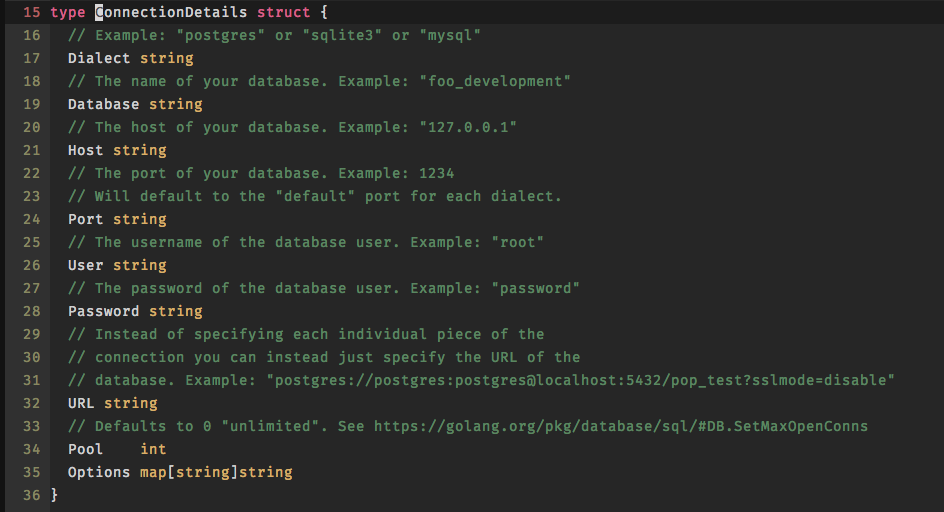 15 type ConnectionDetails struct {
16   // Example: "postgres" or "sqlite3" or "mysql"
17   Dialect string
18   // The name of your database. Example: "foo_development"
19   Database string
20   // The host of your database. Example: "127.0.0.1"
21   Host string
22   // The port of your database. Example: 1234
23   // Will default to the "default" port for each dialect.
24   Port string
25   // The username of the database user. Example: "root"
26   User string
27   // The password of the database user. Example: "password"
28   Password string
29   // Instead of specifying each individual piece of the
30   // connection you can instead just specify the URL of the
31   // database. Example: "postgres://postgres:postgres@localhost:5432/pop_test?sslmode=disable"
32   URL string
33   // Defaults to 0 "unlimited". See https://golang.org/pkg/database/sql/#DB.SetMaxOpenConns
34   Pool    int
35   Options map[string]string
36 }